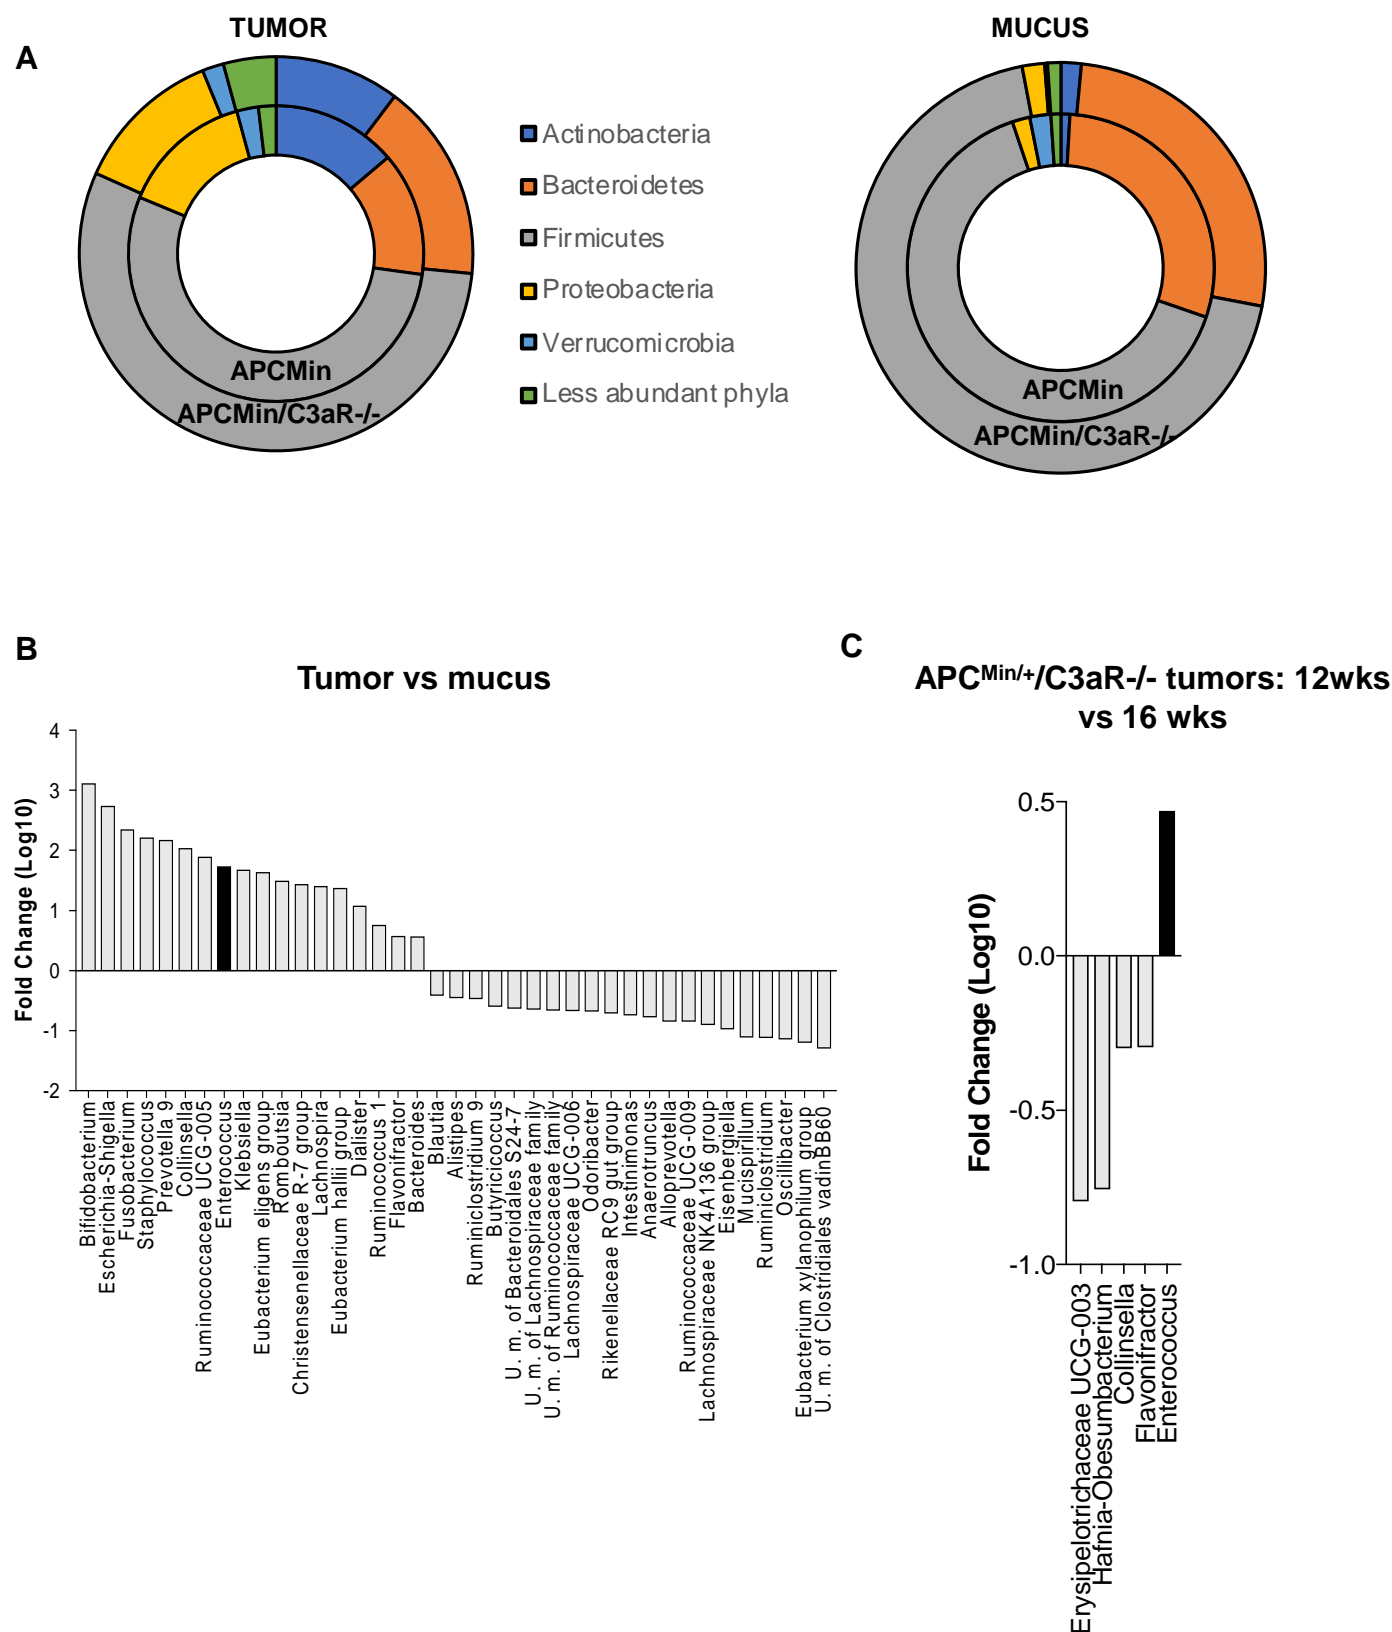 TUMOR
MUCUS
A
Actinobacteria
Bacteroidetes
Firmicutes
Proteobacteria
Verrucomicrobia
Less abundant phyla
APCMin
APCMin/C3aR-/-
APCMin
APCMin/C3aR-/-
B
Tumor vs mucus
Fold Change (Log10)
4
3
2
1
0
-1
-2
Bifidobacterium
Escherichia-Shigella
Fusobacterium
Staphylococcus
Prevotella 9
Collinsella
Ruminococcaceae UCG-005
Enterococcus
Klebsiella
Eubacterium eligens group
Romboutsia
Christensenellaceae R-7 group
Lachnospira
Eubacterium hallii group
Dialister
Ruminococcus 1
Flavonifractor
Bacteroides
Blautia
Alistipes
Ruminiclostridium 9
Butyricicoccus
U. m. of Bacteroidales S24-7
U. m. of Lachnospiraceae family
U. m. of Ruminococcaceae family
Lachnospiraceae UCG-006
Odoribacter
Rikenellaceae RC9 gut group
Intestinimonas
Anaerotruncus
Alloprevotella
Ruminococcaceae UCG-009
Lachnospiraceae NK4A136 group
Eisenbergiella
Mucispirillum
Ruminiclostridium
Oscillibacter
Eubacterium xylanophilum group
U. m. of Clostridiales vadinBB60
C
APCMin/+/C3aR-/- tumors: 12wks
vs 16 wks
Fold Change (Log10)
0.5
0.0
-0.5
-1.0
Erysipelotrichaceae UCG-003
Hafnia-Obesumbacterium
Collinsella
Flavonifractor
Enterococcus